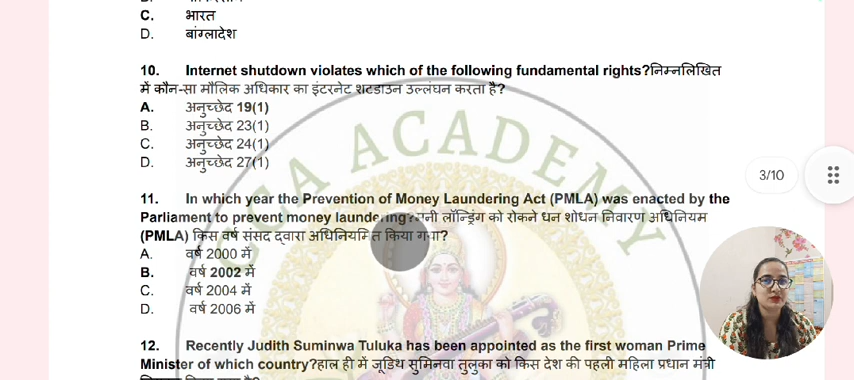 C. भारत
D. बांग्लादेश
10. Internet shutdown violates which of the following fundamental rights?निम्नलिखित
में कौन-सा मौलिक अधिकार का इंटरनेट शटडाउन उल्लंघन करता है?
A. अनुच्छेद 19(1)
B. अनुच्छेद 23(1)
C. अनुच्छेद 24(1)
D. अनुच्छेद 27(1)
3/10
11. In which year the Prevention of Money Laundering Act (PMLA) was enacted by the
Parliament to prevent money laundering? लॉन्ड्रिंग को रोकने धन शोधन निवारण अधिनियम
(PMLA) किस वर्ष संसद द्वारा अधिनियमित किया गया?
A. वर्ष 2000 में
B. वर्ष 2002 में
C. वर्ष 2004 में
D. वर्ष 2006 में
12. Recently Judith Suminwa Tuluka has been appointed as the first woman Prime
Minister of which country?हाल ही में जूडिथ सुमिनवा तुलुका को किस देश की पहली महिला प्रधान मंत्री
ACADEMY